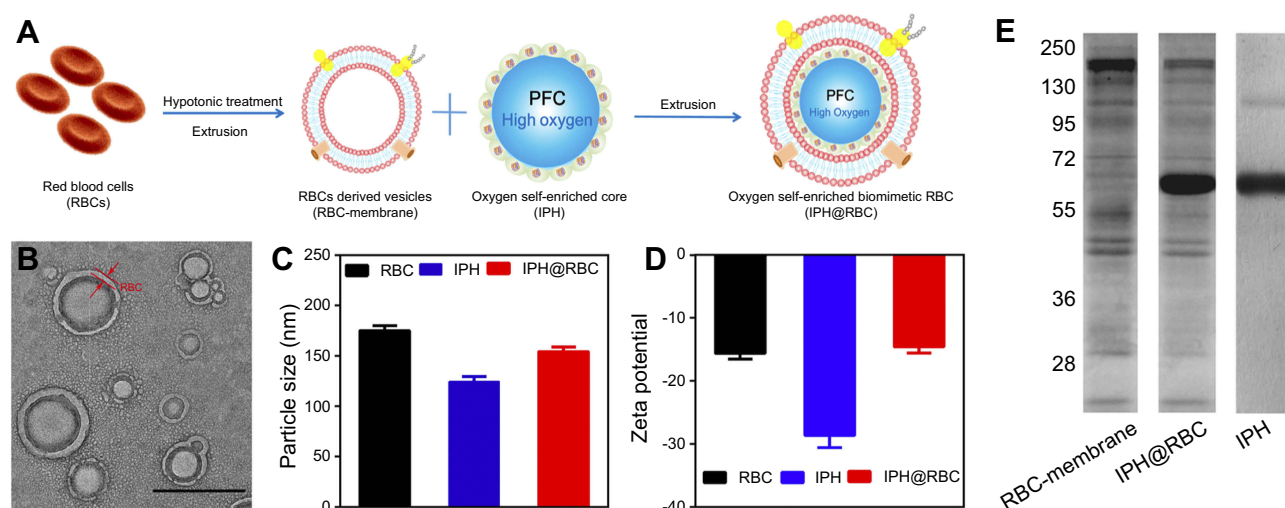 A
Red blood cells
(RBCs)
Hypotonic treatment
Extrusion
RBCs derived vesicles
(RBC-membrane)
PFC
High oxygen
Oxygen self-enriched core
(IPH)
Extrusion
PFC
High Oxygen
Oxygen self-enriched biomimetic RBC
(IPH@RBC)
B
RBC
C
Particle size (nm)
250
200
150
100
50
0
RBC
IPH
IPH@RBC
D
Zeta potential
0
-10
-20
-30
-40
RBC
IPH
IPH@RBC
E
250
130
95
72
55
36
28
RBC-membrane
IPH@RBC
IPH